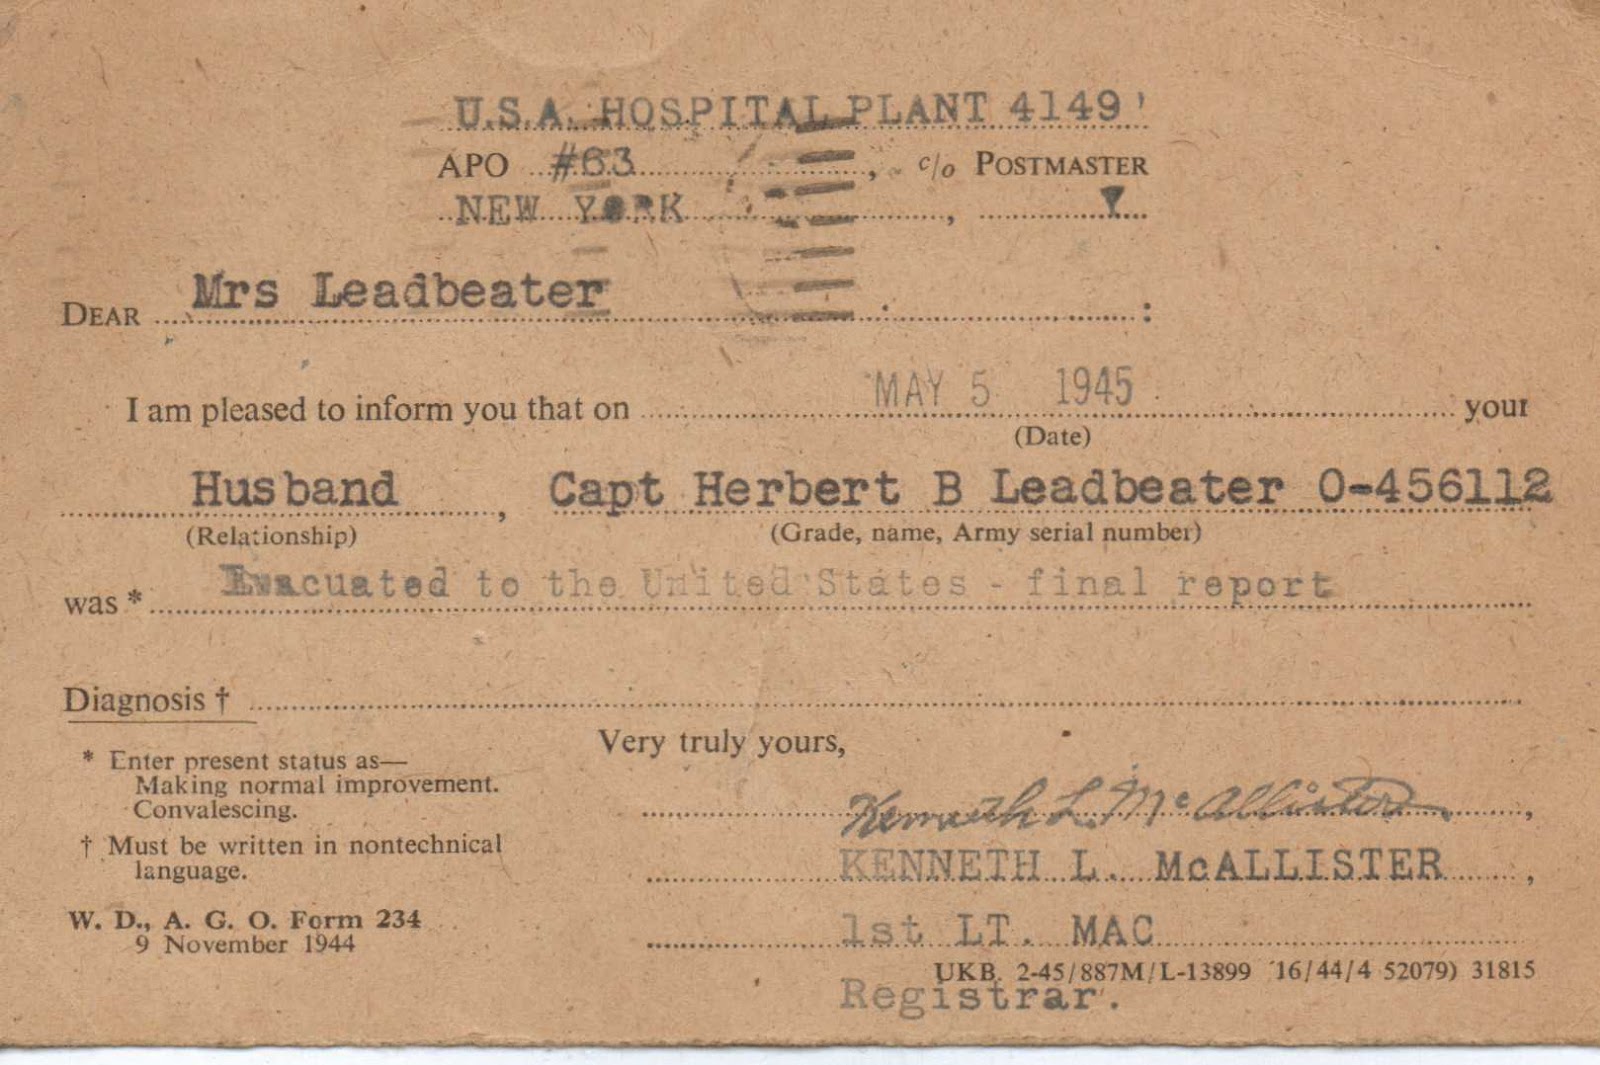 U.S.A. HOSPITAL PLANT 4149
APO #63, c/o POSTMASTER
NEW YORK, Y
DEAR Mrs Leadbeater:
I am pleased to inform you that on MAY 5 1945 your
(Date)
Husband, Capt Herbert B Leadbeater O-456112
(Relationship) (Grade, name, Army serial number)
was * Evacuated to the United States - final report
Diagnosis †
Very truly yours,
* Enter present status as—
Making normal improvement.
Convalescing.
† Must be written in nontechnical
language.
W. D., A. G. O. Form 234
9 November 1944
Kenneth L. McAllister,
KENNETH L. McALLISTER,
1st LT. MAC
UKB. 2-45/887M/L-13899 16/44/4 52079) 31815
Registrar.